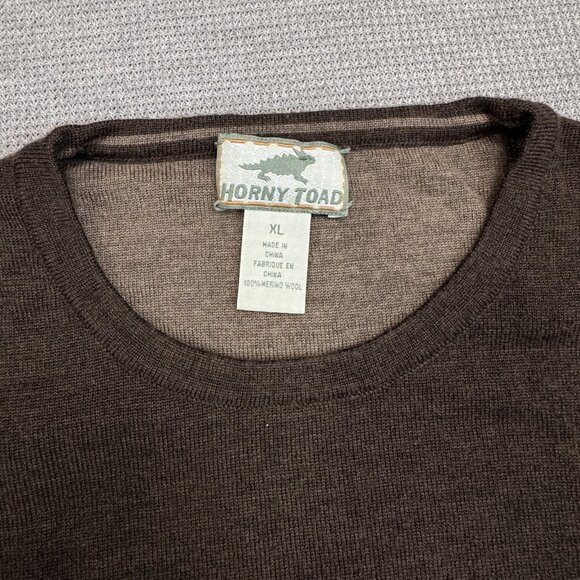 HORNY TOAD
XL
MADE IN
CHINA
FABRIQUE EN
CHINA
100% MERINO WOOL